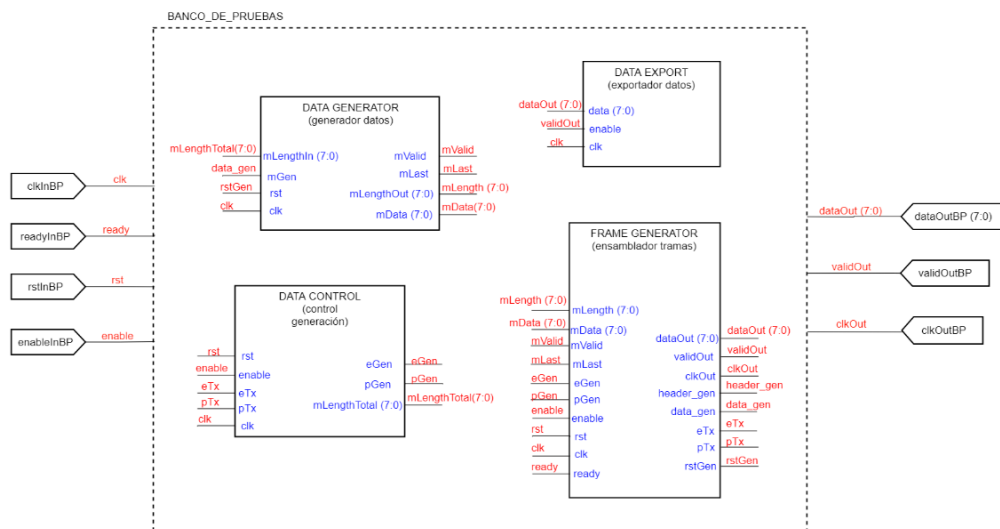 BANCO_DE_PRUEBAS
clkInBP
clk
readyInBP
ready
rstInBP
rst
enableInBP
enable
DATA GENERATOR
(generador datos)
mLengthTotal(7:0)
mLengthIn (7:0)
data_gen
mGen
rstGen
rst
clk
clk
mValid
mValid
mLast
mLast
mLengthOut (7:0)
mLength (7:0)
mData (7:0)
mData(7:0)
DATA EXPORT
(exportador datos)
dataOut (7:0)
data (7:0)
validOut
enable
clk
clk
DATA CONTROL
(control
generación)
rst
rst
enable
enable
eTx
eTx
pTx
pTx
clk
clk
eGen
eGen
pGen
pGen
mLengthTotal (7:0)
mLengthTotal(7:0)
FRAME GENERATOR
(ensamblador tramas)
mLength (7:0)
mLength (7:0)
mData (7:0)
mData (7:0)
mValid
mValid
mLast
mLast
eGen
eGen
pGen
pGen
enable
enable
rst
rst
clk
clk
ready
ready
dataOut (7:0)
dataOut (7:0)
validOut
validOut
clkOut
clkOut
header_gen
header_gen
data_gen
data_gen
eTx
eTx
pTx
pTx
rstGen
rstGen
dataOut (7:0)
dataOutBP (7:0)
validOut
validOutBP
clkOut
clkOutBP